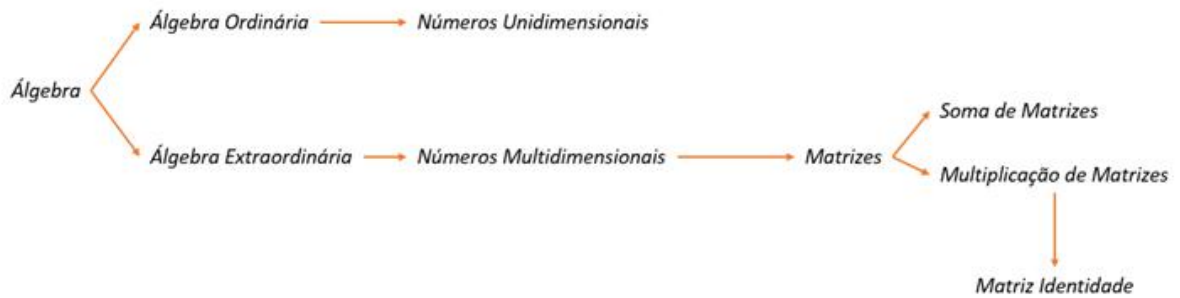 Álgebra Ordinária
Números Unidimensionais
Álgebra
Soma de Matrizes
Álgebra Extraordinária
Números Multidimensionais
Matrizes
Multiplicação de Matrizes
Matriz Identidade